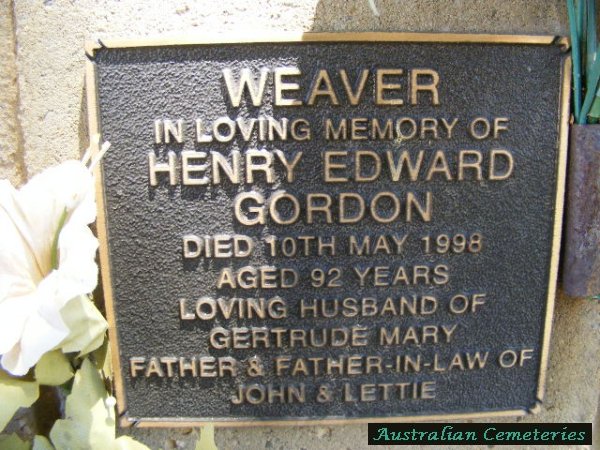 WEAVER
IN LOVING MEMORY OF
HENRY EDWARD
GORDON
DIED 10TH MAY 1998
AGED 92 YEARS
LOVING HUSBAND OF
GERTRUDE MARY
FATHER & FATHER-IN-LAW OF
JOHN & LETTIE
Australian Cemeteries